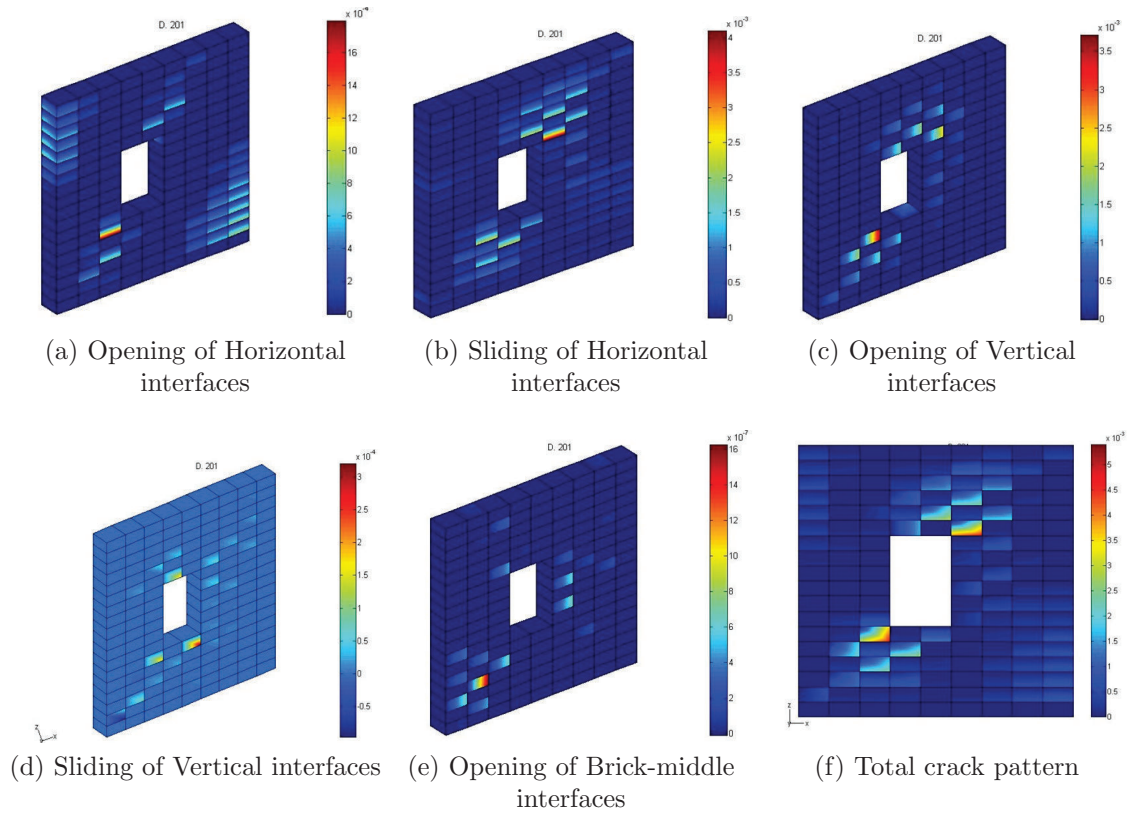 x 10⁻⁹
D. 201
16
14
12
10
8
6
4
2
0
(a) Opening of Horizontal
interfaces
x 10⁻³
D. 201
4
3.5
3
2.5
2
1.5
1
0.5
0
(b) Sliding of Horizontal
interfaces
x 10⁻³
D. 201
3.5
3
2.5
2
1.5
1
0.5
0
(c) Opening of Vertical
interfaces
x 10⁻⁴
D. 201
3
2.5
2
1.5
1
0.5
0
-0.5
z
x
(d) Sliding of Vertical interfaces
x 10⁻⁷
D. 201
16
14
12
10
8
6
4
2
0
(e) Opening of Brick-middle
interfaces
x 10⁻³
5
4.5
4
3.5
3
2.5
2
1.5
1
0.5
0
z
y
x
(f) Total crack pattern